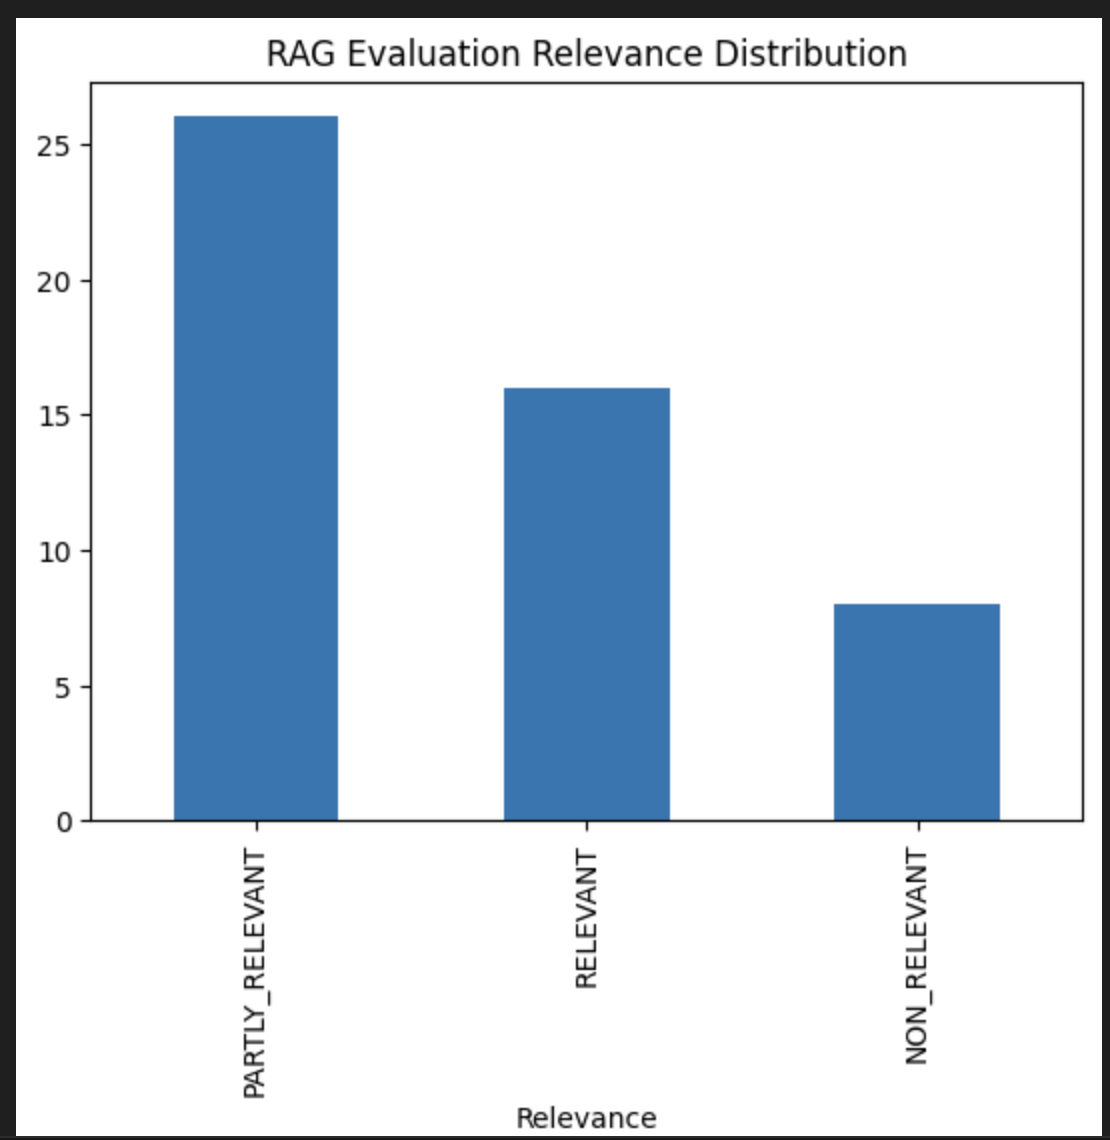 RAG Evaluation Relevance Distribution
25
20
15
10
5
0
PARTLY_RELEVANT
RELEVANT
NON_RELEVANT
Relevance